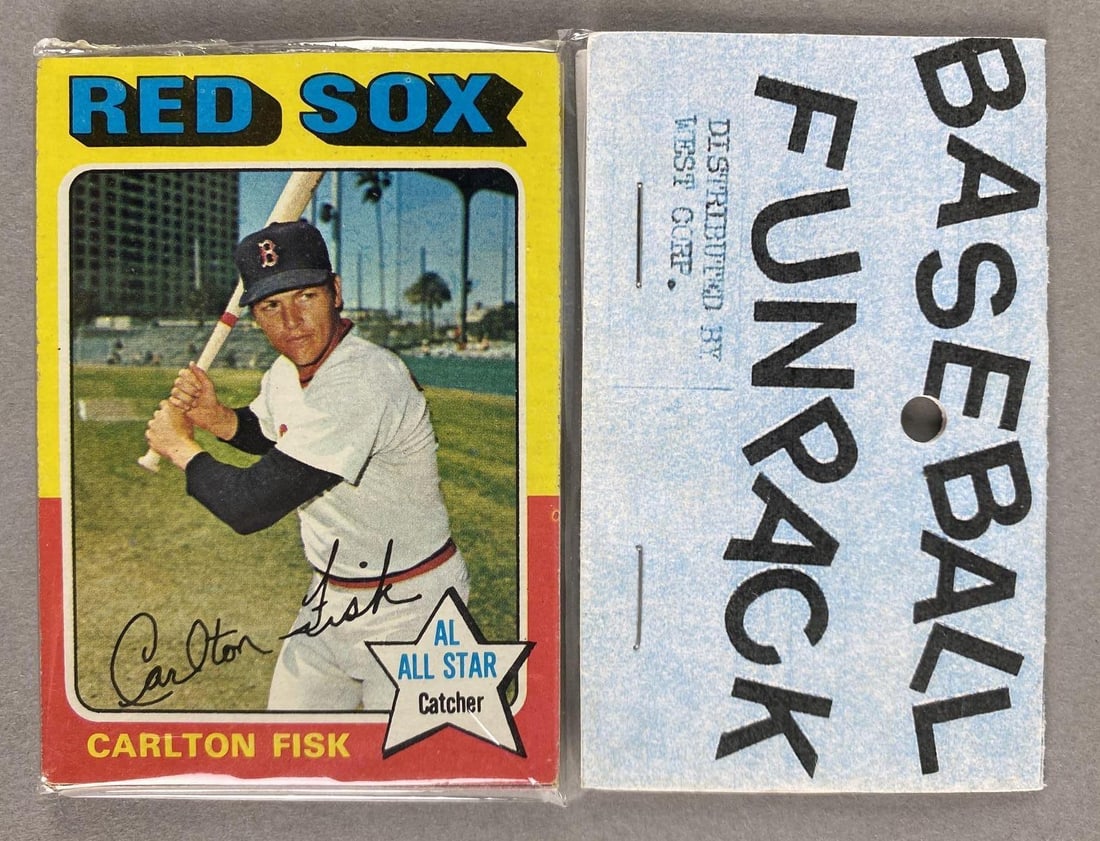 RED SOX
B
Carlton Fisk
AL
ALL STAR
Catcher
CARLTON FISK
BASEBALL
FUNPACK
DISTRIBUTED BY
WEST CORP.